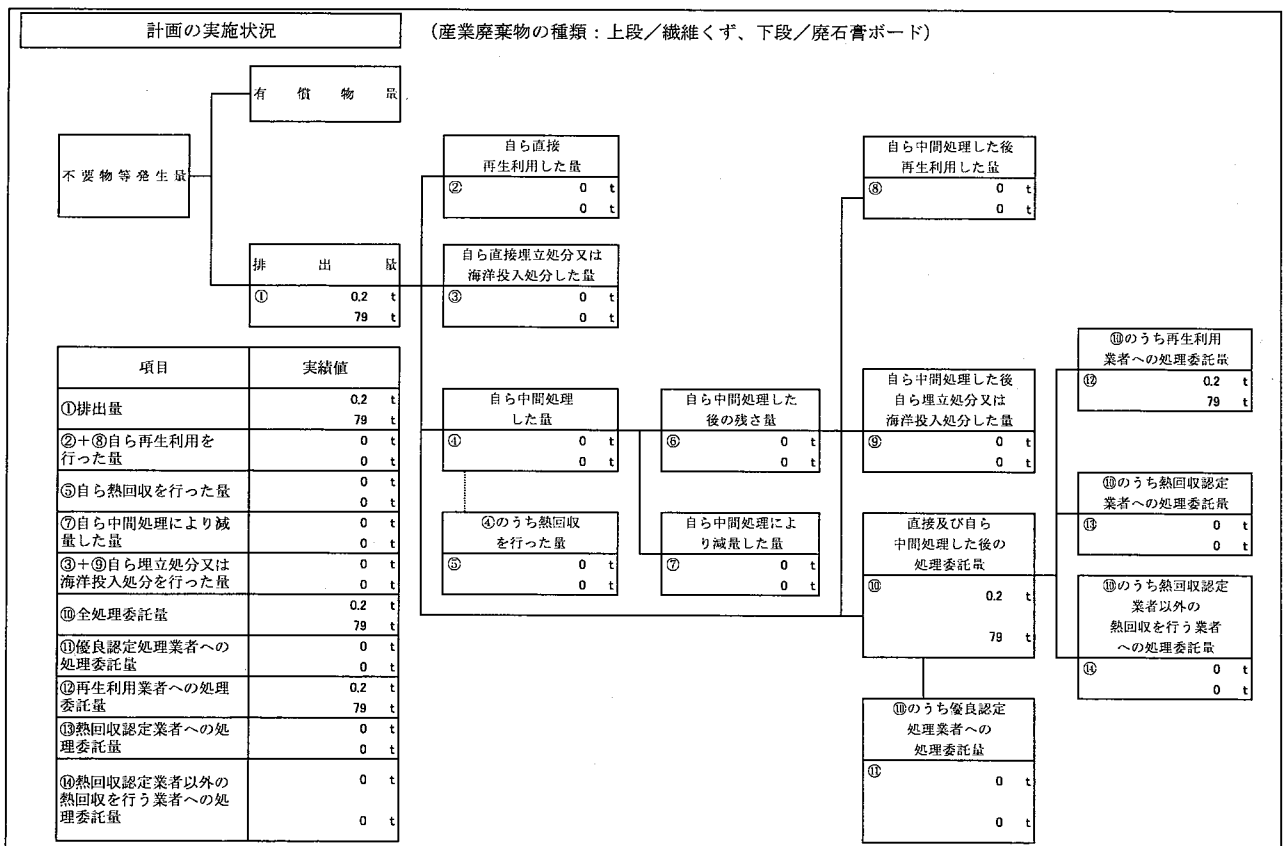 計画の実施状況
(産業廃棄物の種類:上段/繊維くず、下段/廃石膏ボード)
有償物量
不要物等発生量
排出量
① 0.2 t
79 t
自ら直接
再生利用した量
② 0 t
0 t
自ら直接埋立処分又は
海洋投入処分した量
③ 0 t
0 t
自ら中間処理した後
再生利用した量
⑧ 0 t
0 t
自ら中間処理
した量
④ 0 t
0 t
④のうち熱回収
を行った量
⑤ 0 t
0 t
自ら中間処理した
後の残さ量
⑥ 0 t
0 t
自ら中間処理によ
り減量した量
⑦ 0 t
0 t
自ら中間処理した後
自ら埋立処分又は
海洋投入処分した量
⑨ 0 t
0 t
直接及び自ら
中間処理した後の
処理委託量
⑩ 0.2 t
79 t
⑩のうち優良認定
処理業者への
処理委託量
⑪ 0 t
0 t
⑩のうち再生利用
業者への処理委託量
⑫ 0.2 t
79 t
⑩のうち熱回収認定
業者への処理委託量
⑬ 0 t
0 t
⑩のうち熱回収認定
業者以外の
熱回収を行う業者
への処理委託量
⑭ 0 t
0 t
項目 実績値
①排出量 0.2 t
79 t
②+⑧自ら再生利用を
行った量
0 t
0 t
⑤自ら熱回収を行った量 0 t
0 t
⑦自ら中間処理により減
量した量
0 t
0 t
③+⑨自ら埋立処分又は
海洋投入処分を行った量
0 t
0 t
⑩全処理委託量 0.2 t
79 t
⑪優良認定処理業者への
処理委託量
0 t
0 t
⑫再生利用業者への処理
委託量
0.2 t
79 t
⑬熱回収認定業者への処
理委託量
0 t
0 t
⑭熱回収認定業者以外の
熱回収を行う業者への処
理委託量
0 t
0 t